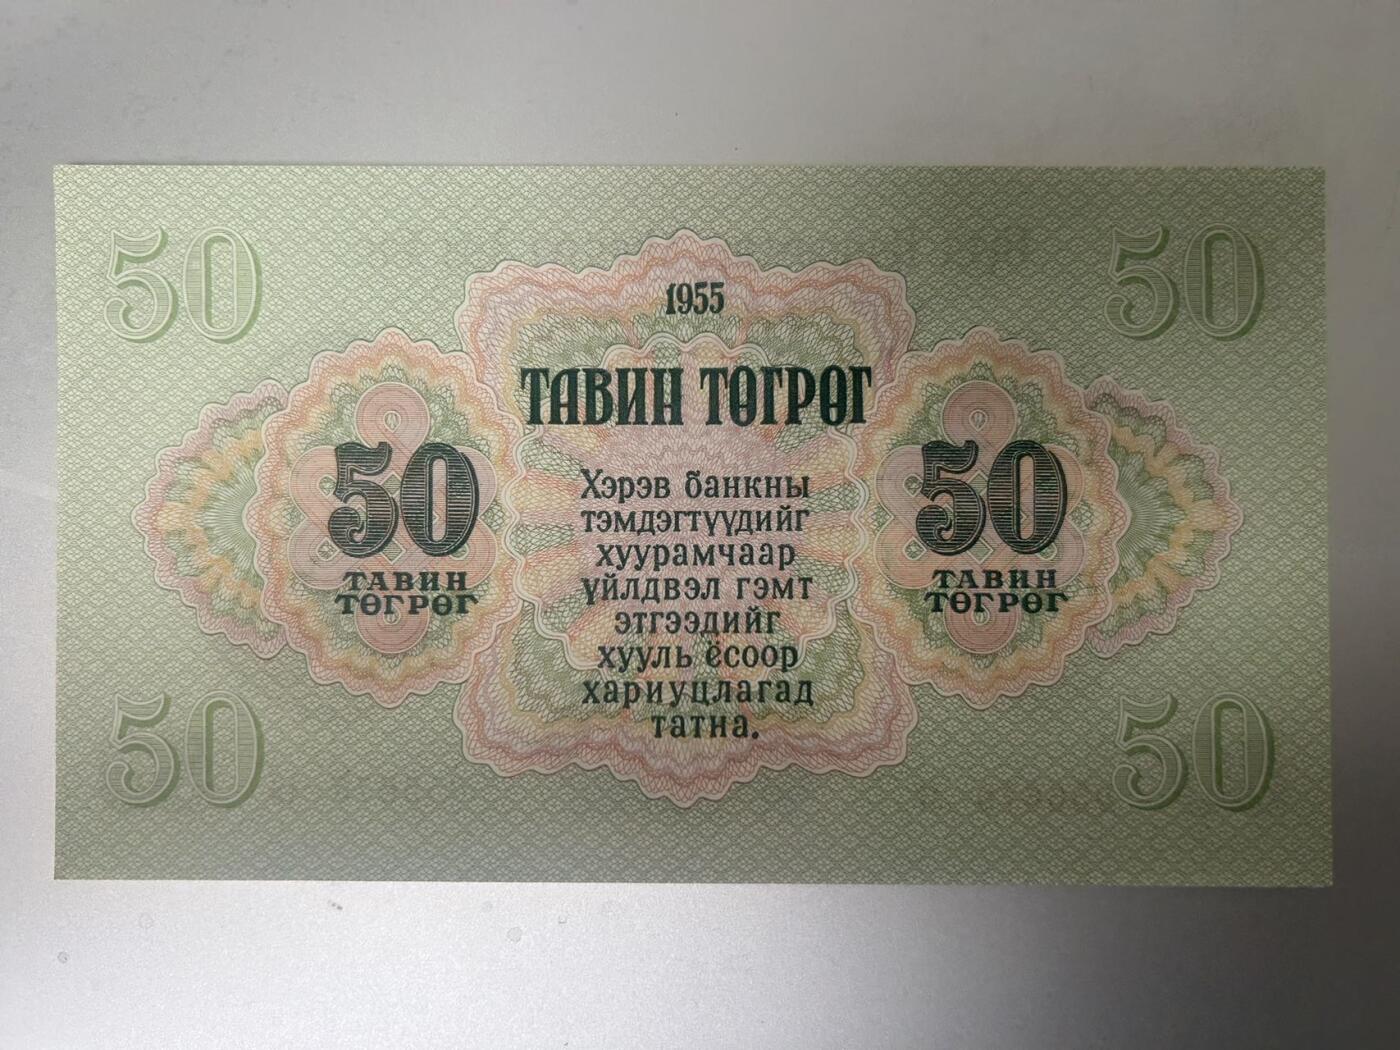 50
50
1955
ТАВИН ТӨГРӨГ
50
ТАВИН
ТӨГРӨГ
Хэрэв банкны
тэмдэгтүүдийг
хуурамчаар
үйлдвэл гэмт
этгээдийг
хууль ёсоор
хариуцлагад
татна.
50
ТАВИН
ТӨГРӨГ
50
50